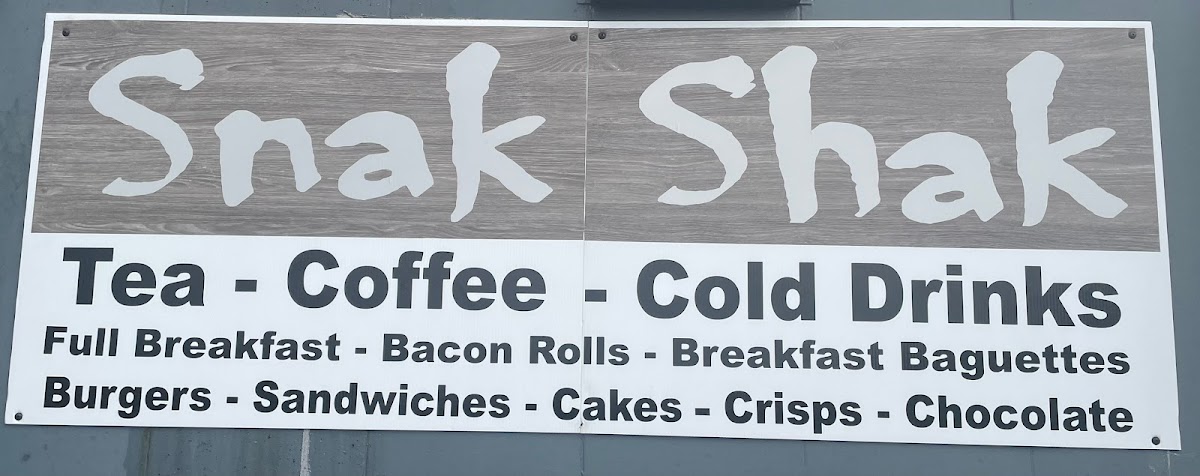 Snak Shak
Tea - Coffee - Cold Drinks
Full Breakfast - Bacon Rolls - Breakfast Baguettes
Burgers - Sandwiches - Cakes - Crisps - Chocolate